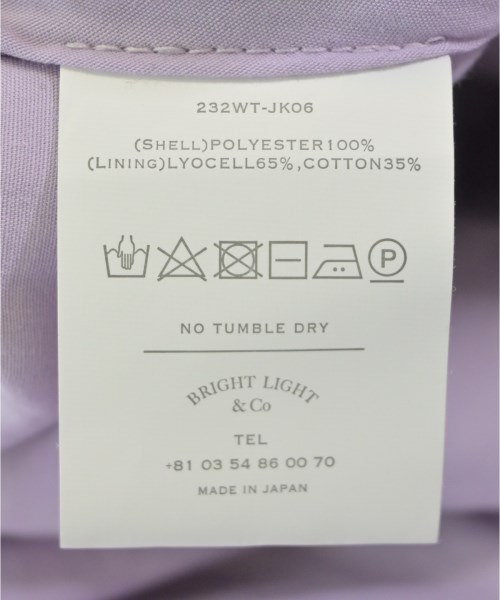 232WT-JK06
(SHELL)POLYESTER100%
(LINING)LYOCELL65%,COTTON35%
P
NO TUMBLE DRY
BRIGHT LIGHT
& Co
TEL
+81 03 54 86 00 70
MADE IN JAPAN